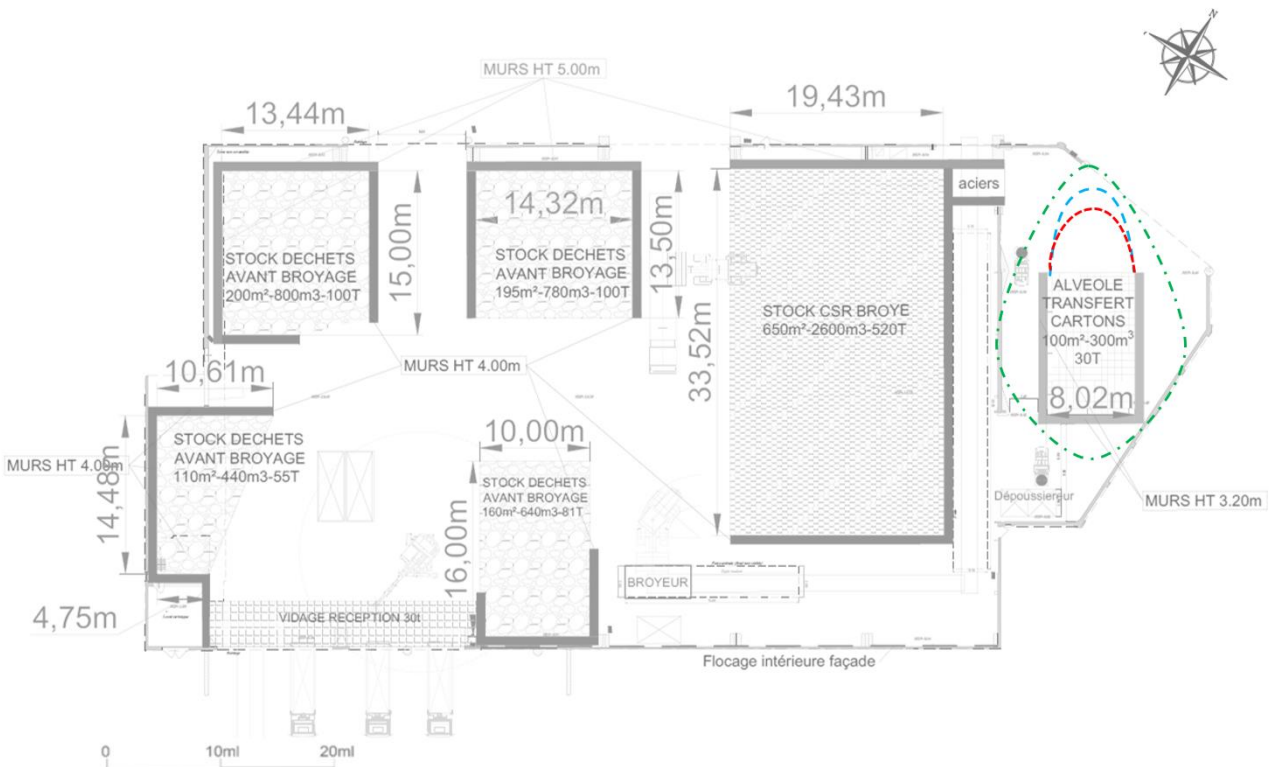 N
MURS HT 5.00m
13,44m
19,43m
aciers
14,32m
15,00m
13,50m
STOCK DECHETS
AVANT BROYAGE
200m²-800m3-100T
STOCK DECHETS
AVANT BROYAGE
195m²-780m3-100T
STOCK CSR BROYE
650m²-2600m3-520T
33,52m
ALVEOLE
TRANSFERT
CARTONS
100m²-300m³
30T
8,02m
MURS HT 4.00m
10,61m
STOCK DECHETS
AVANT BROYAGE
110m²-440m3-55T
MURS HT 4.00m
14,48m
10,00m
STOCK DECHETS
AVANT BROYAGE
160m²-640m3-81T
16,00m
Dépoussiereur
MURS HT 3.20m
BROYEUR
4,75m
VIDAGE RECEPTION 30t
Flocage intérieure façade
0
10ml
20ml